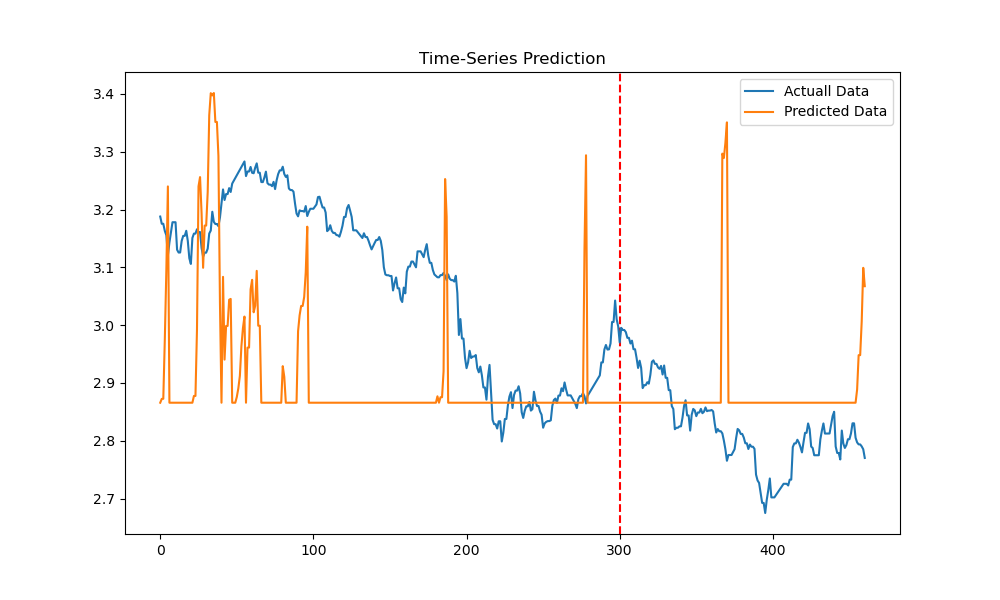 Time-Series Prediction
Actuall Data
Predicted Data
3.4
3.3
3.2
3.1
3.0
2.9
2.8
2.7
0 100 200 300 400